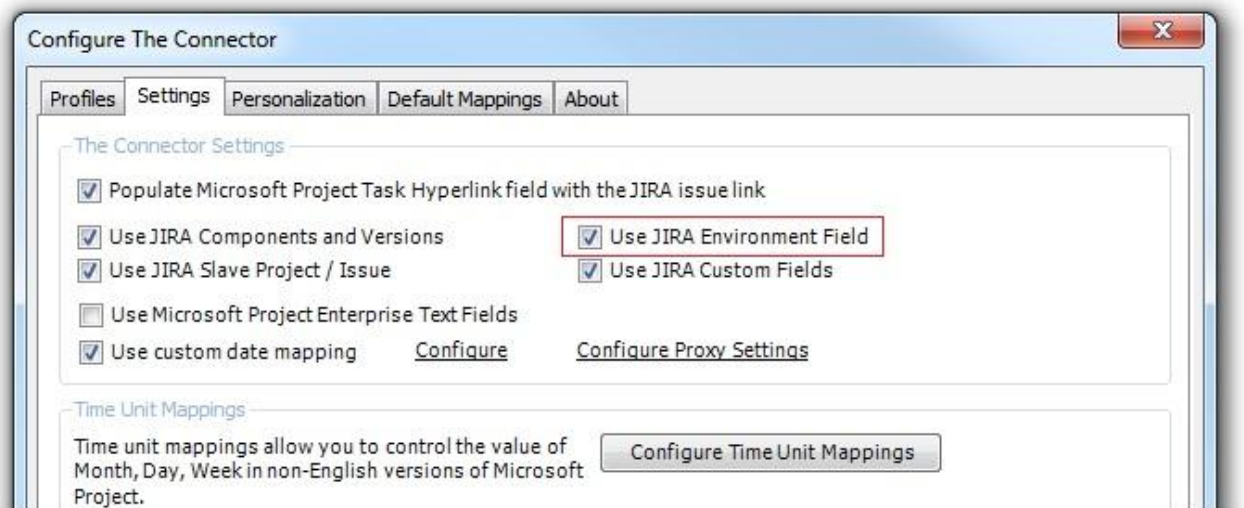 Configure The Connector
Profiles Settings Personalization Default Mappings About
The Connector Settings
Populate Microsoft Project Task Hyperlink field with the JIRA issue link
Use JIRA Components and Versions Use JIRA Environment Field
Use JIRA Slave Project / Issue Use JIRA Custom Fields
Use Microsoft Project Enterprise Text Fields
Use custom date mapping Configure Configure Proxy Settings
Time Unit Mappings
Time unit mappings allow you to control the value of
Month, Day, Week in non-English versions of Microsoft
Project.
Configure Time Unit Mappings